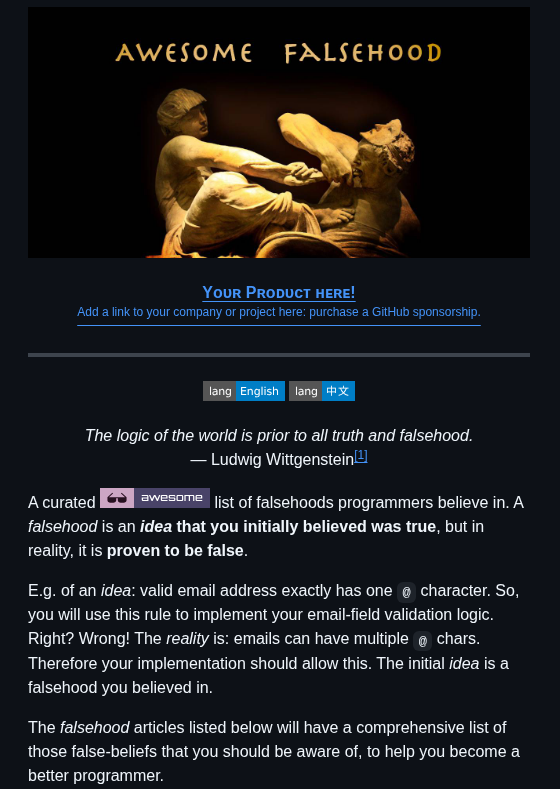 AWESOME FALSEHOOD
Your Product here!
Add a link to your company or project here: purchase a GitHub sponsorship.
lang English lang 中文
The logic of the world is prior to all truth and falsehood.
— Ludwig Wittgenstein[1]
A curated awesome list of falsehoods programmers believe in. A
falsehood is an idea that you initially believed was true, but in
reality, it is proven to be false.
E.g. of an idea: valid email address exactly has one @ character. So,
you will use this rule to implement your email-field validation logic.
Right? Wrong! The reality is: emails can have multiple @ chars.
Therefore your implementation should allow this. The initial idea is a
falsehood you believed in.
The falsehood articles listed below will have a comprehensive list of
those false-beliefs that you should be aware of, to help you become a
better programmer.